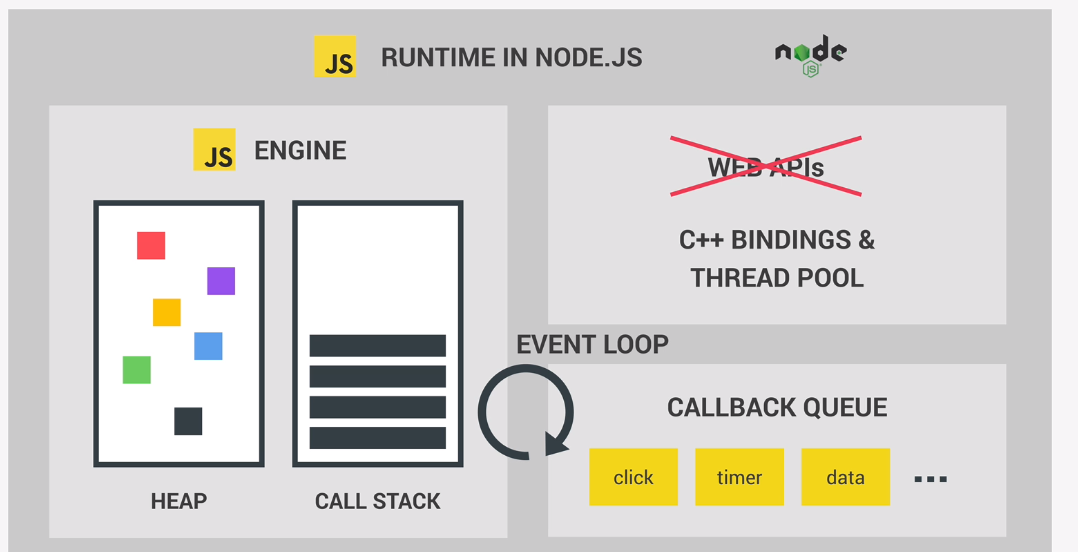 JS RUNTIME IN NODE.JS
node
JS
JS ENGINE
HEAP
CALL STACK
WEB APIs
C++ BINDINGS &
THREAD POOL
EVENT LOOP
CALLBACK QUEUE
click timer data ...